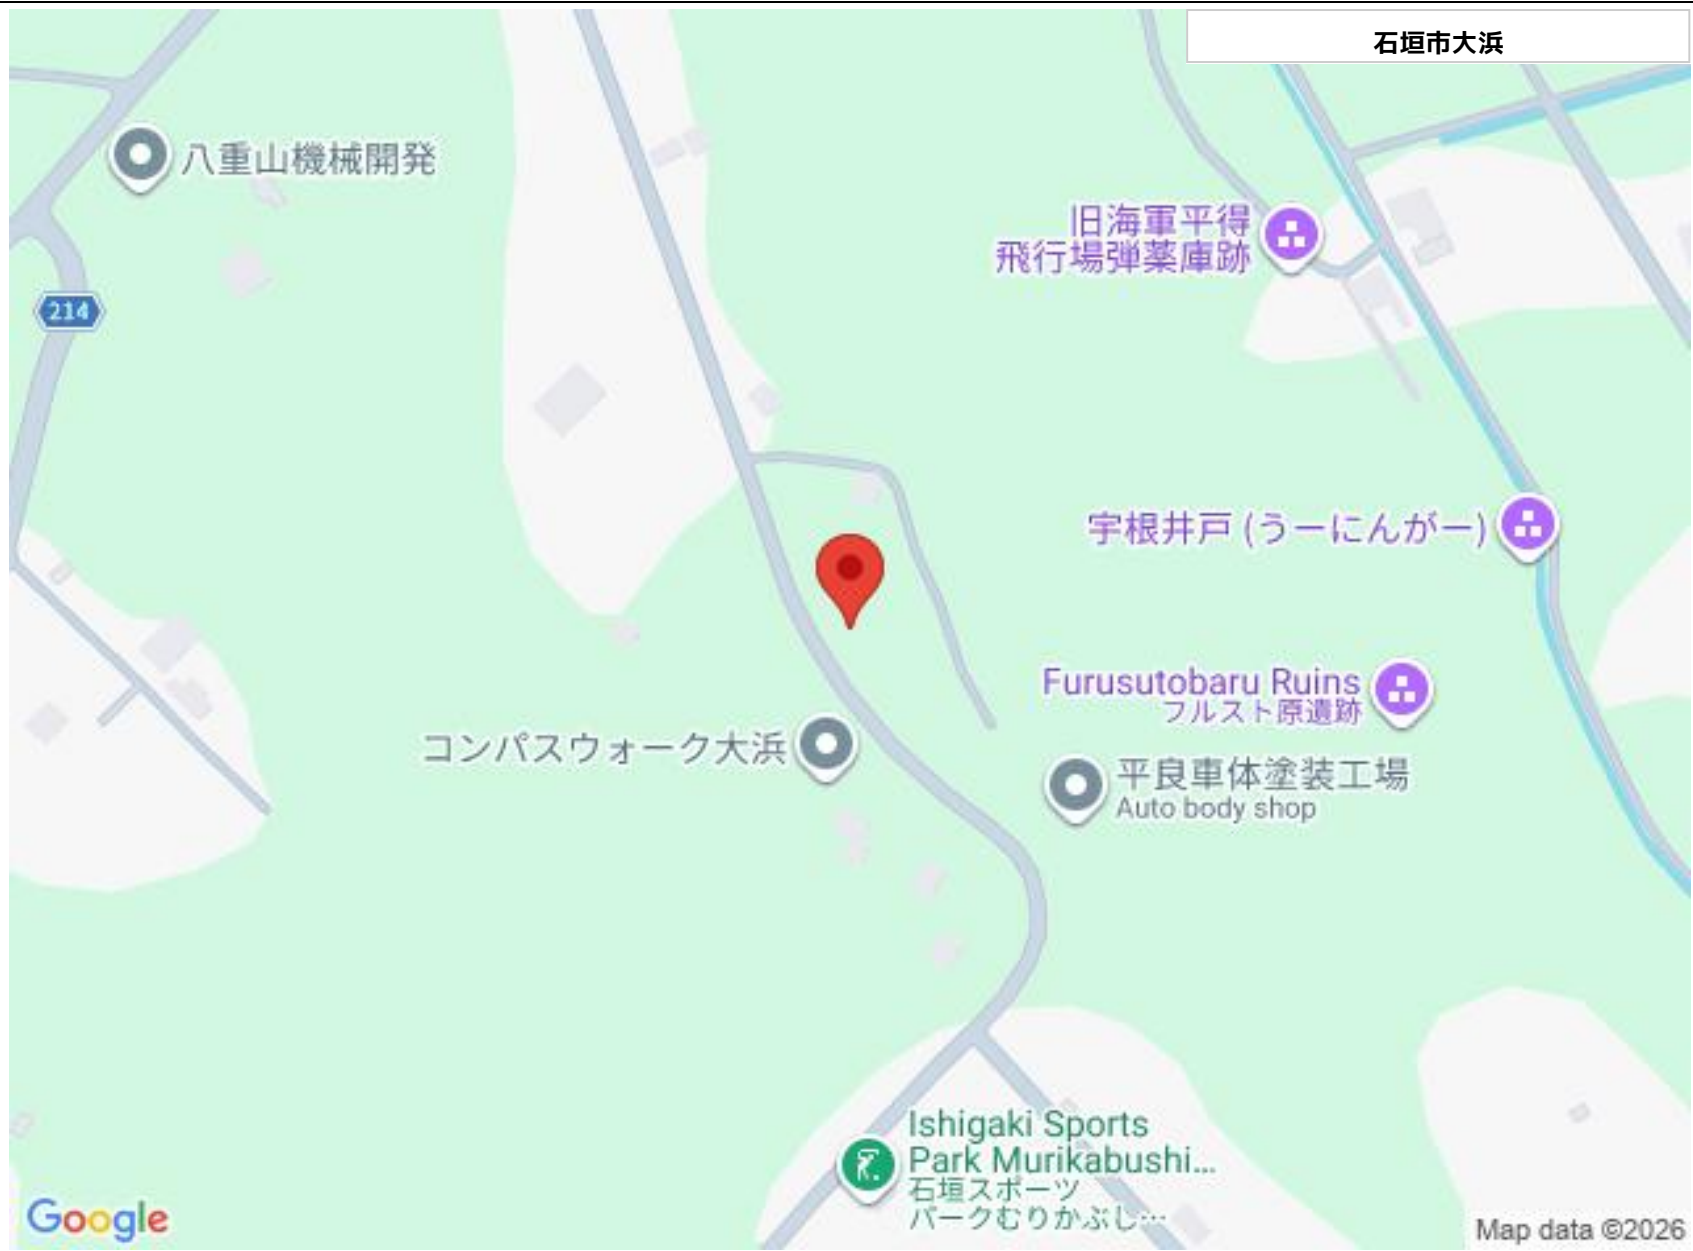 石垣市大浜
八重山機械開発
旧海軍平得
飛行場弾薬庫跡
214
宇根井戸 (うーにんがー)
Furusutobaru Ruins
フルスト原遺跡
コンパスウォーク大浜
平良車体塗装工場
Auto body shop
Ishigaki Sports
Park Murikabushi...
石垣スポーツ
パークむりかぶし…
Google
Map data ©2026